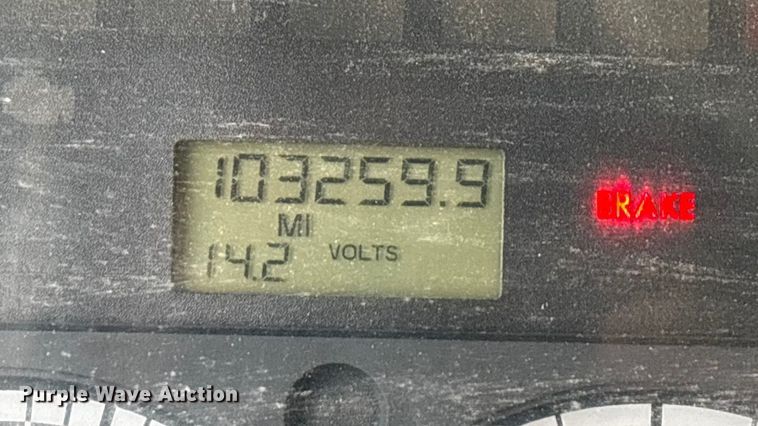 103259.9
MI
14.2 VOLTS
BRAKE
Purple Wave Auction